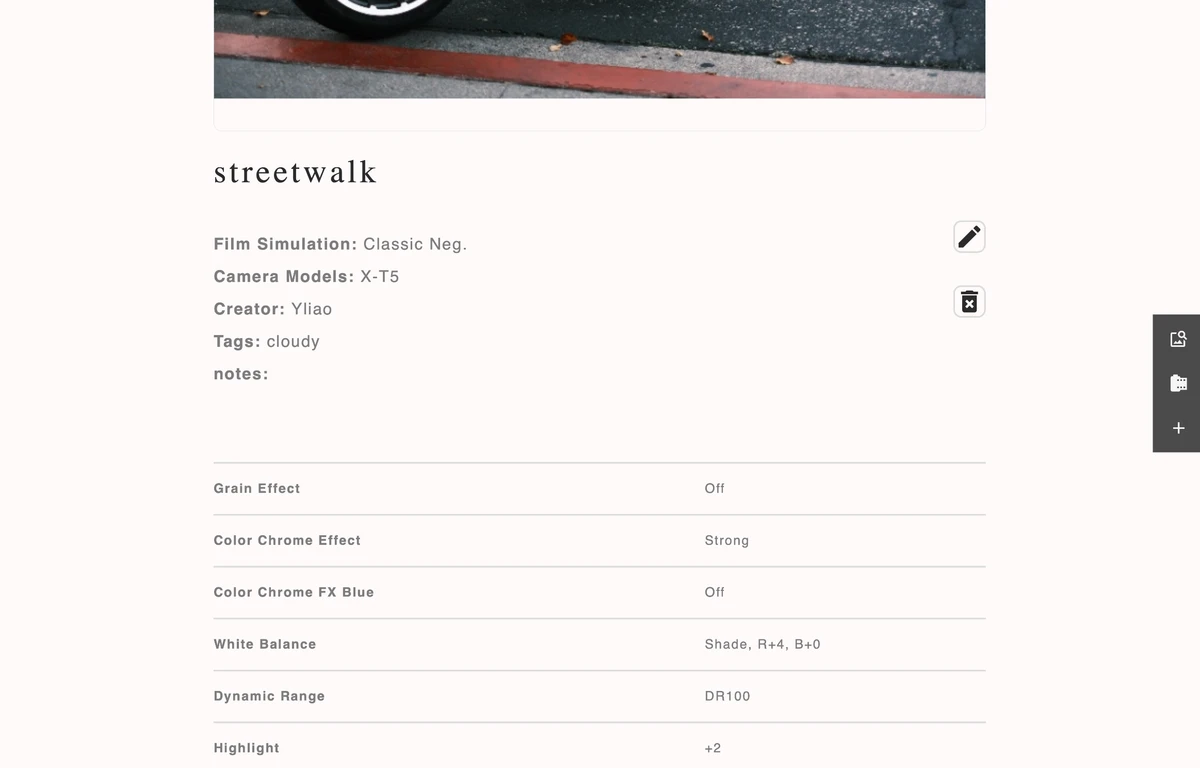 streetwalk
Film Simulation: Classic Neg.
Camera Models: X-T5
Creator: Yliao
Tags: cloudy
notes:
Grain Effect Off
Color Chrome Effect Strong
Color Chrome FX Blue Off
White Balance Shade, R+4, B+0
Dynamic Range DR100
Highlight +2